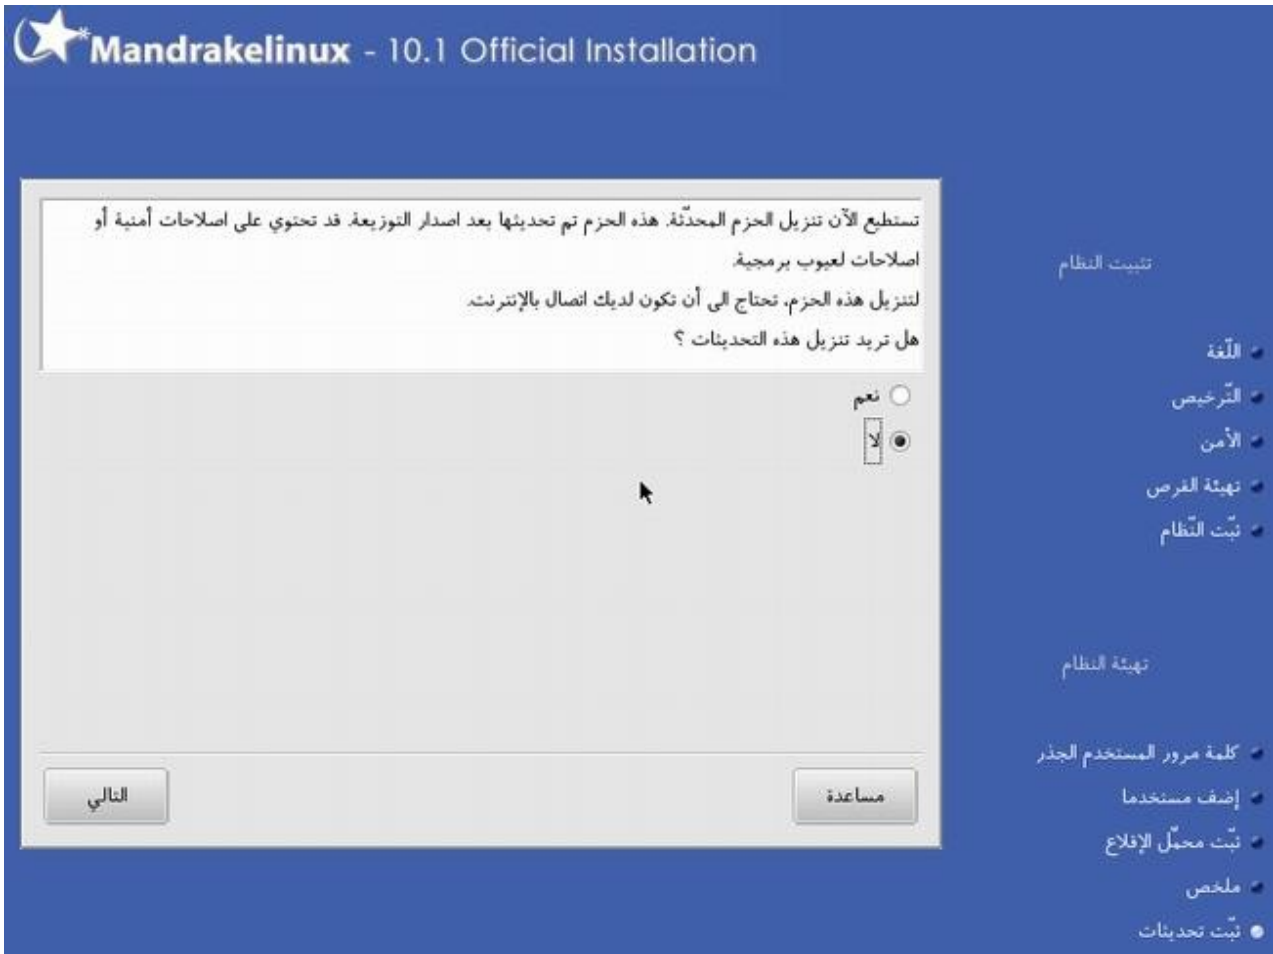 Mandrakelinux - 10.1 Official Installation
تستطيع الآن تنزيل الحزم المحدّثة. هذه الحزم تم تحديثها بعد اصدار التوزيعة. قد تحتوي على اصلاحات أمنية أو
اصلاحات لعيوب برمجية.
لتنزيل هذه الحزم، تحتاج الى أن تكون لديك اتصال بالإنترنت.
هل تريد تنزيل هذه التحديثات ؟
نعم
لا
مساعدة
التالي
تثبيت النظام
اللّغة
التّرخيص
الأمن
تهيئة القرص
ثبّت النّظام
تهيئة النظام
كلمة مرور المستخدم الجذر
إضف مستخدما
ثبّت محمّل الإقلاع
ملخص
ثبّت تحديثات